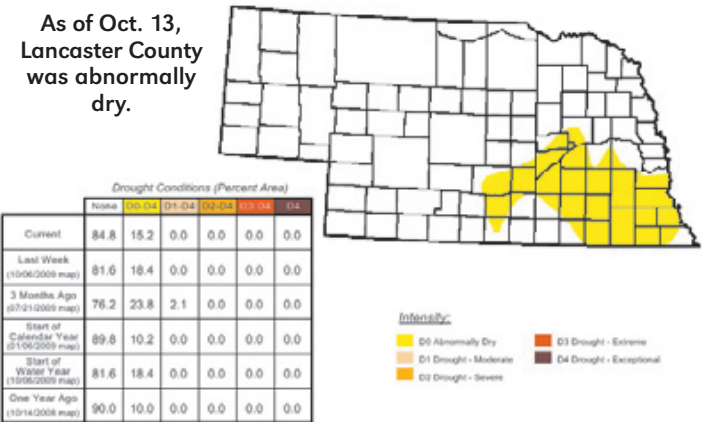 As of Oct. 13,
Lancaster County
was abnormally
dry.
Drought Conditions (Percent Area)
None D0-D4 D1-D4 D2-D4 D3-D4 D4
Current 84.8 15.2 0.0 0.0 0.0 0.0
Last Week
(10/06/2009 map) 81.6 18.4 0.0 0.0 0.0 0.0
3 Months Ago
(07/21/2009 map) 76.2 23.8 2.1 0.0 0.0 0.0
Start of
Calendar Year
(01/06/2009 map) 89.8 10.2 0.0 0.0 0.0 0.0
Start of
Water Year
(10/06/2009 map) 81.6 18.4 0.0 0.0 0.0 0.0
One Year Ago
(10/14/2008 map) 90.0 10.0 0.0 0.0 0.0 0.0
Intensity:
D0 Abnormally Dry
D1 Drought - Moderate
D2 Drought - Severe
D3 Drought - Extreme
D4 Drought - Exceptional